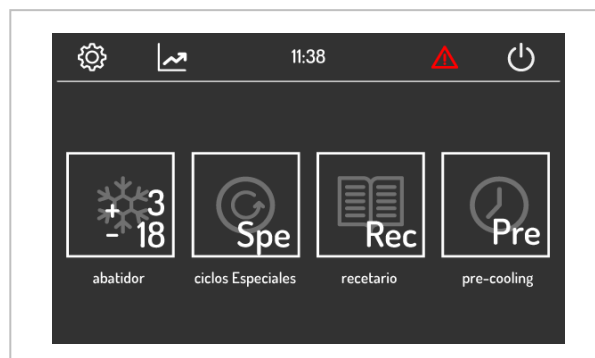 11:38
+ 3
- 18
Spe
Rec
Pre
abatidor
ciclos Especiales
recetario
pre-cooling